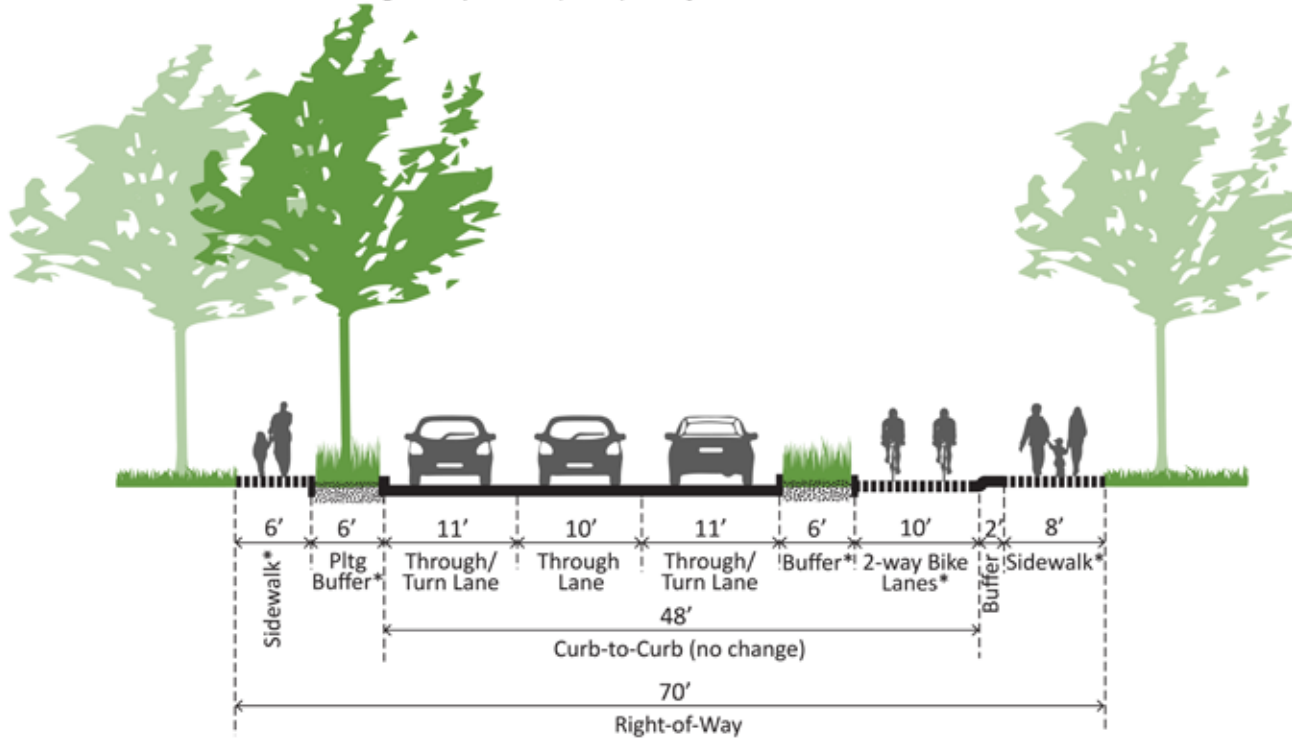 6’ 6’ 11’ 10’ 11’ 6’ 10’ 2’ 8’
Sidewalk*
Pltg
Buffer*
Through/
Turn Lane
Through
Lane
Through/
Turn Lane
Buffer*
2-way Bike
Lanes*
Buffer
Sidewalk*
48’
Curb-to-Curb (no change)
70’
Right-of-Way